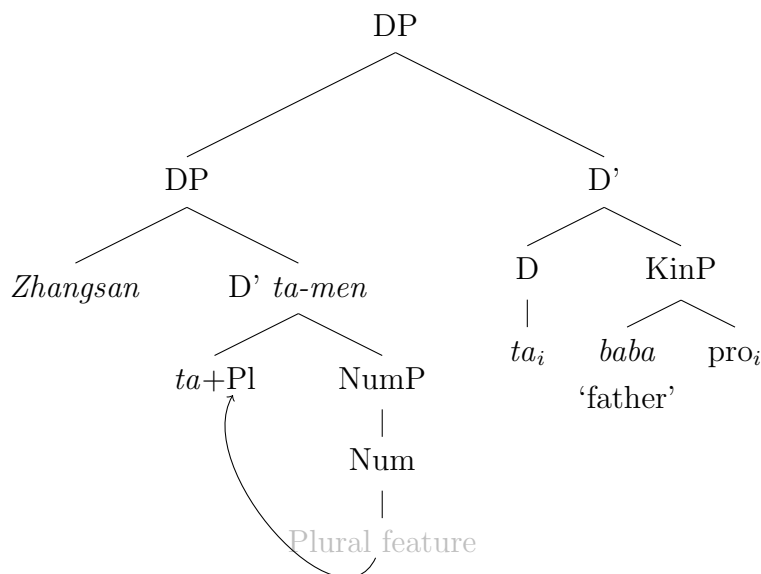 DP
DP D'
Zhangsan D' ta-men D KinP
ta+Pl NumP ta_i baba pro_i
‘father’
Num
Plural feature